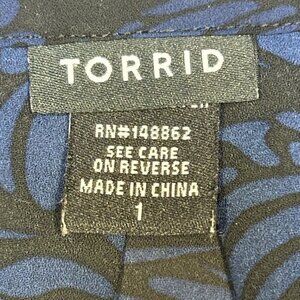 TORRID
RN#148862
SEE CARE
ON REVERSE
MADE IN CHINA
1